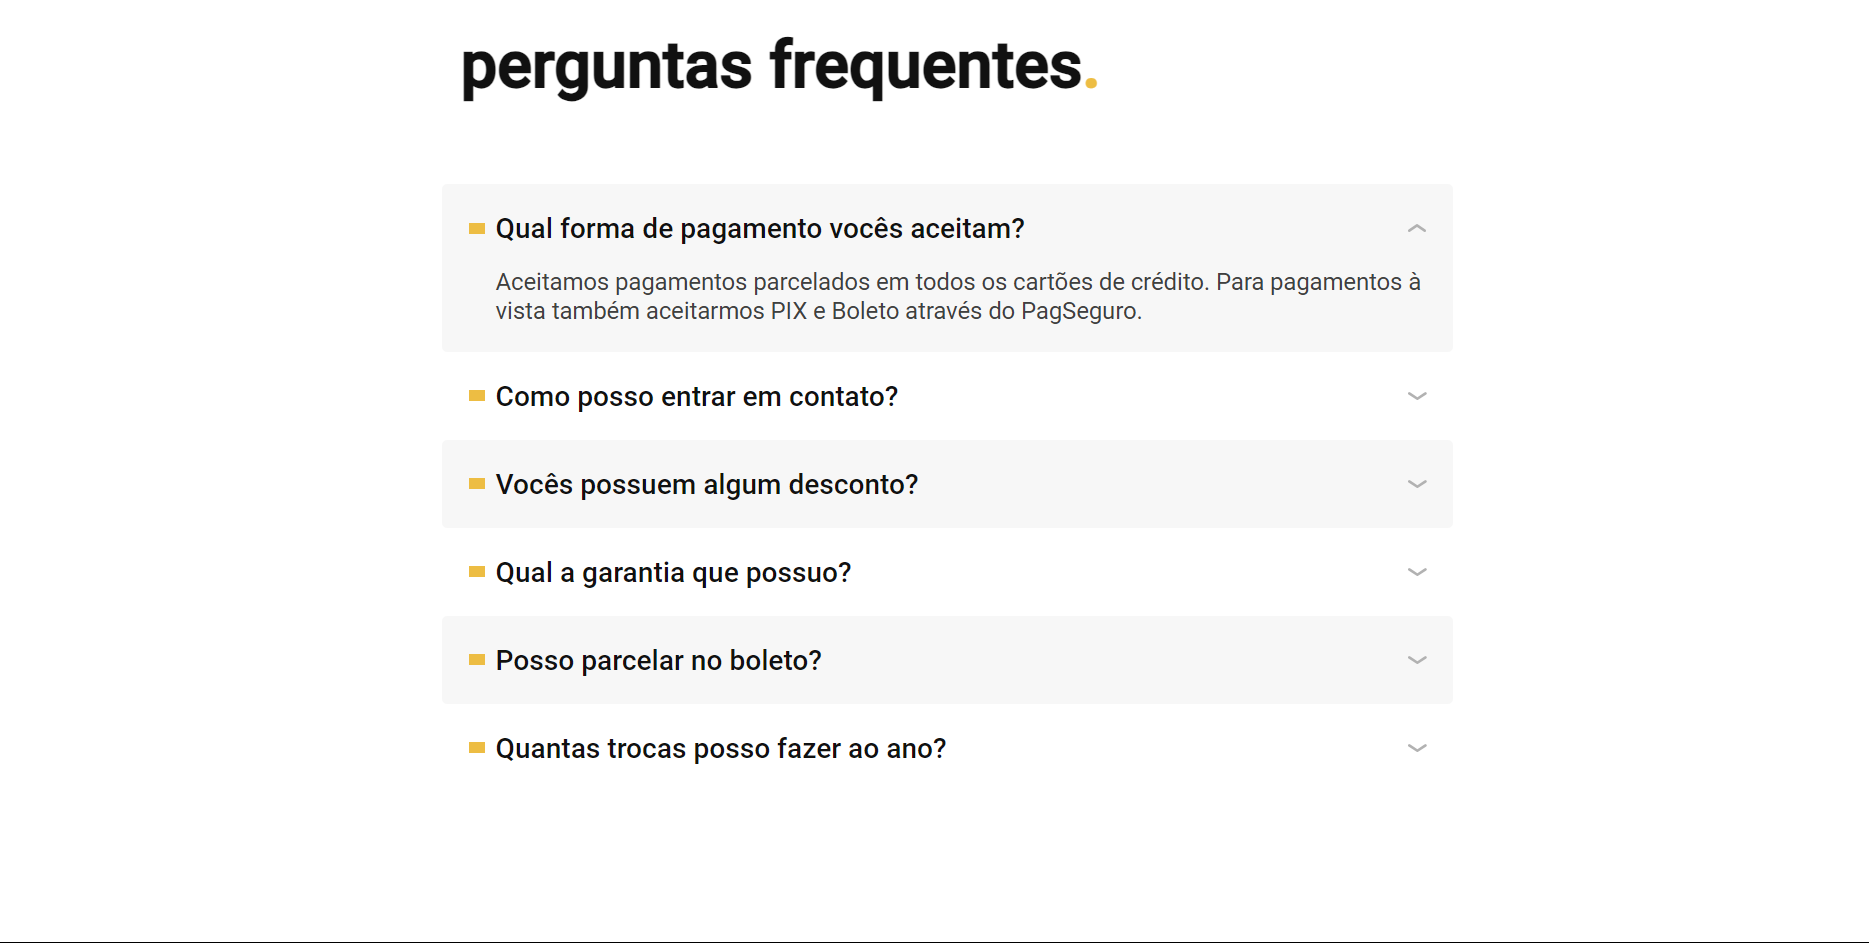 perguntas frequentes.
Qual forma de pagamento vocês aceitam?
Aceitamos pagamentos parcelados em todos os cartões de crédito. Para pagamentos à
vista também aceitarmos PIX e Boleto através do PagSeguro.
Como posso entrar em contato?
Vocês possuem algum desconto?
Qual a garantia que possuo?
Posso parcelar no boleto?
Quantas trocas posso fazer ao ano?